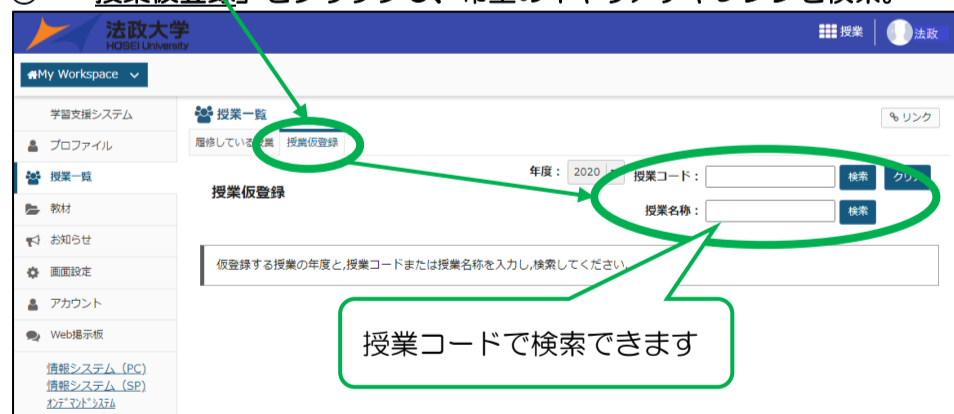 授業仮登録」をクリックし、希望のキャリアチャレンジを検索。
法政大学
HOSEI University
授業
法政
My Workspace
学習支援システム
授業一覧
リンク
プロファイル
履修している授業 授業仮登録
授業一覧
授業仮登録
年度： 2020
授業コード：
検索
クリア
教材
授業名称：
検索
お知らせ
仮登録する授業の年度と,授業コードまたは授業名称を入力し,検索してください。
画面設定
アカウント
授業コードで検索できます
Web掲示板
情報システム（PC）
情報システム（SP）
ｵﾝﾃﾞﾏﾝﾄﾞｼｽﾃﾑ